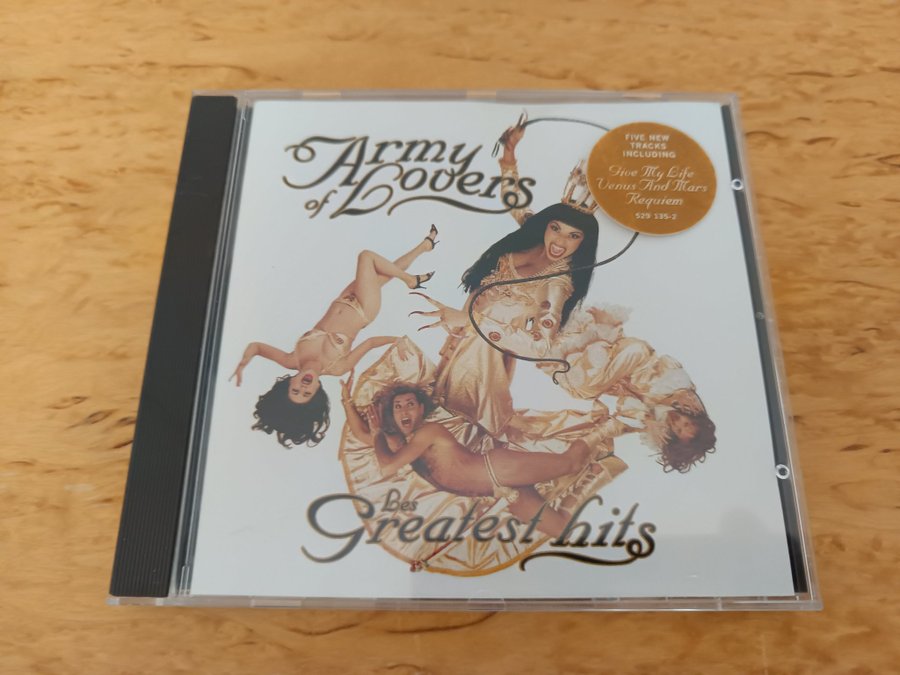 Army
of Lovers
FIVE NEW
TRACKS
INCLUDING
Give My Life
Venus And Mars
Requiem
529 135-2
Les
Greatest hits